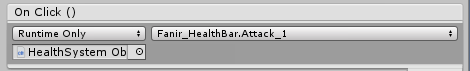 On Click ()
Runtime Only Fanir_HealthBar.Attack_1
HealthSystem Ob